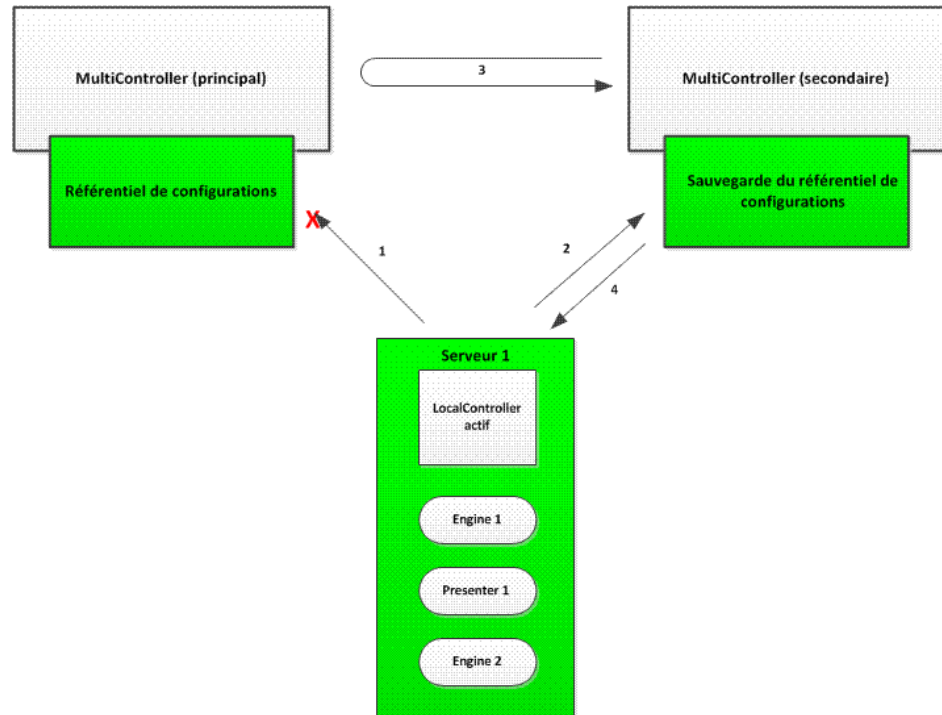 MultiController (principal)
3
MultiController (secondaire)
Référentiel de configurations
Sauvegarde du référentiel de
configurations
X
1
2
4
Serveur 1
LocalController
actif
Engine 1
Presenter 1
Engine 2